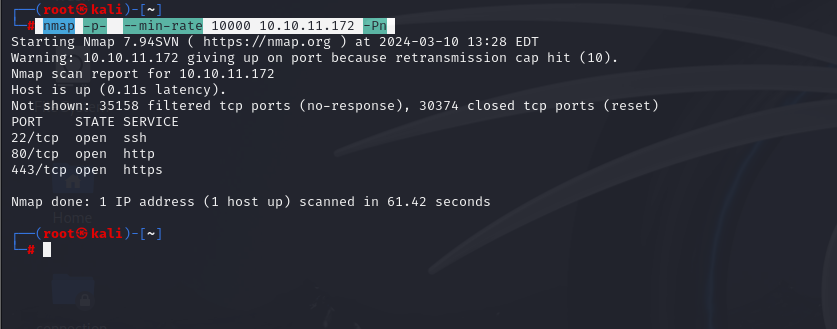 ┌──(root㉿kali)-[~]
└─# nmap -p-  --min-rate 10000 10.10.11.172 -Pn
Starting Nmap 7.94SVN ( https://nmap.org ) at 2024-03-10 13:28 EDT
Warning: 10.10.11.172 giving up on port because retransmission cap hit (10).
Nmap scan report for 10.10.11.172
Host is up (0.11s latency).
Not shown: 35158 filtered tcp ports (no-response), 30374 closed tcp ports (reset)
PORT    STATE SERVICE
22/tcp  open  ssh
80/tcp  open  http
443/tcp open  https
Nmap done: 1 IP address (1 host up) scanned in 61.42 seconds
Home
┌──(root㉿kali)-[~]
└─#